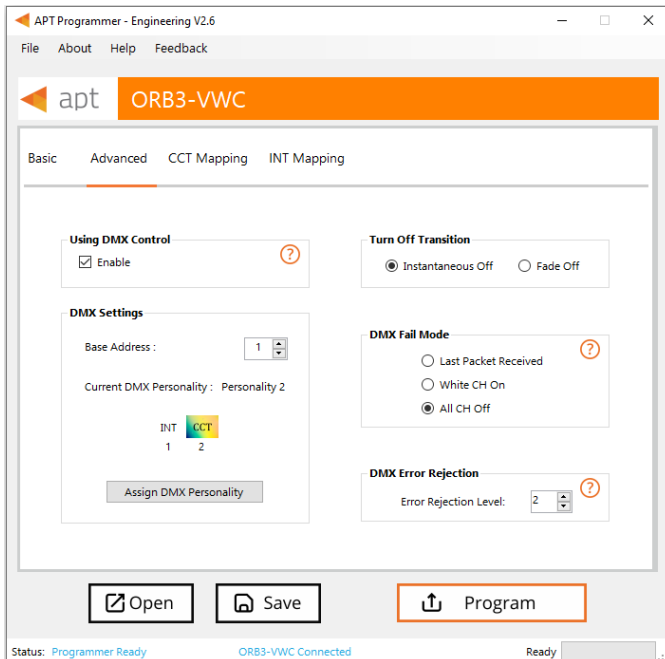 APT Programmer - Engineering V2.6
File About Help Feedback
apt ORB3-VWC
Basic Advanced CCT Mapping INT Mapping
Using DMX Control
Enable
?
DMX Settings
Base Address : 1
Current DMX Personality : Personality 2
INT CCT
1 2
Assign DMX Personality
Turn Off Transition
Instantaneous Off Fade Off
DMX Fail Mode
?
Last Packet Received
White CH On
All CH Off
DMX Error Rejection
Error Rejection Level: 2
?
Open Save Program
Status: Programmer Ready ORB3-VWC Connected Ready